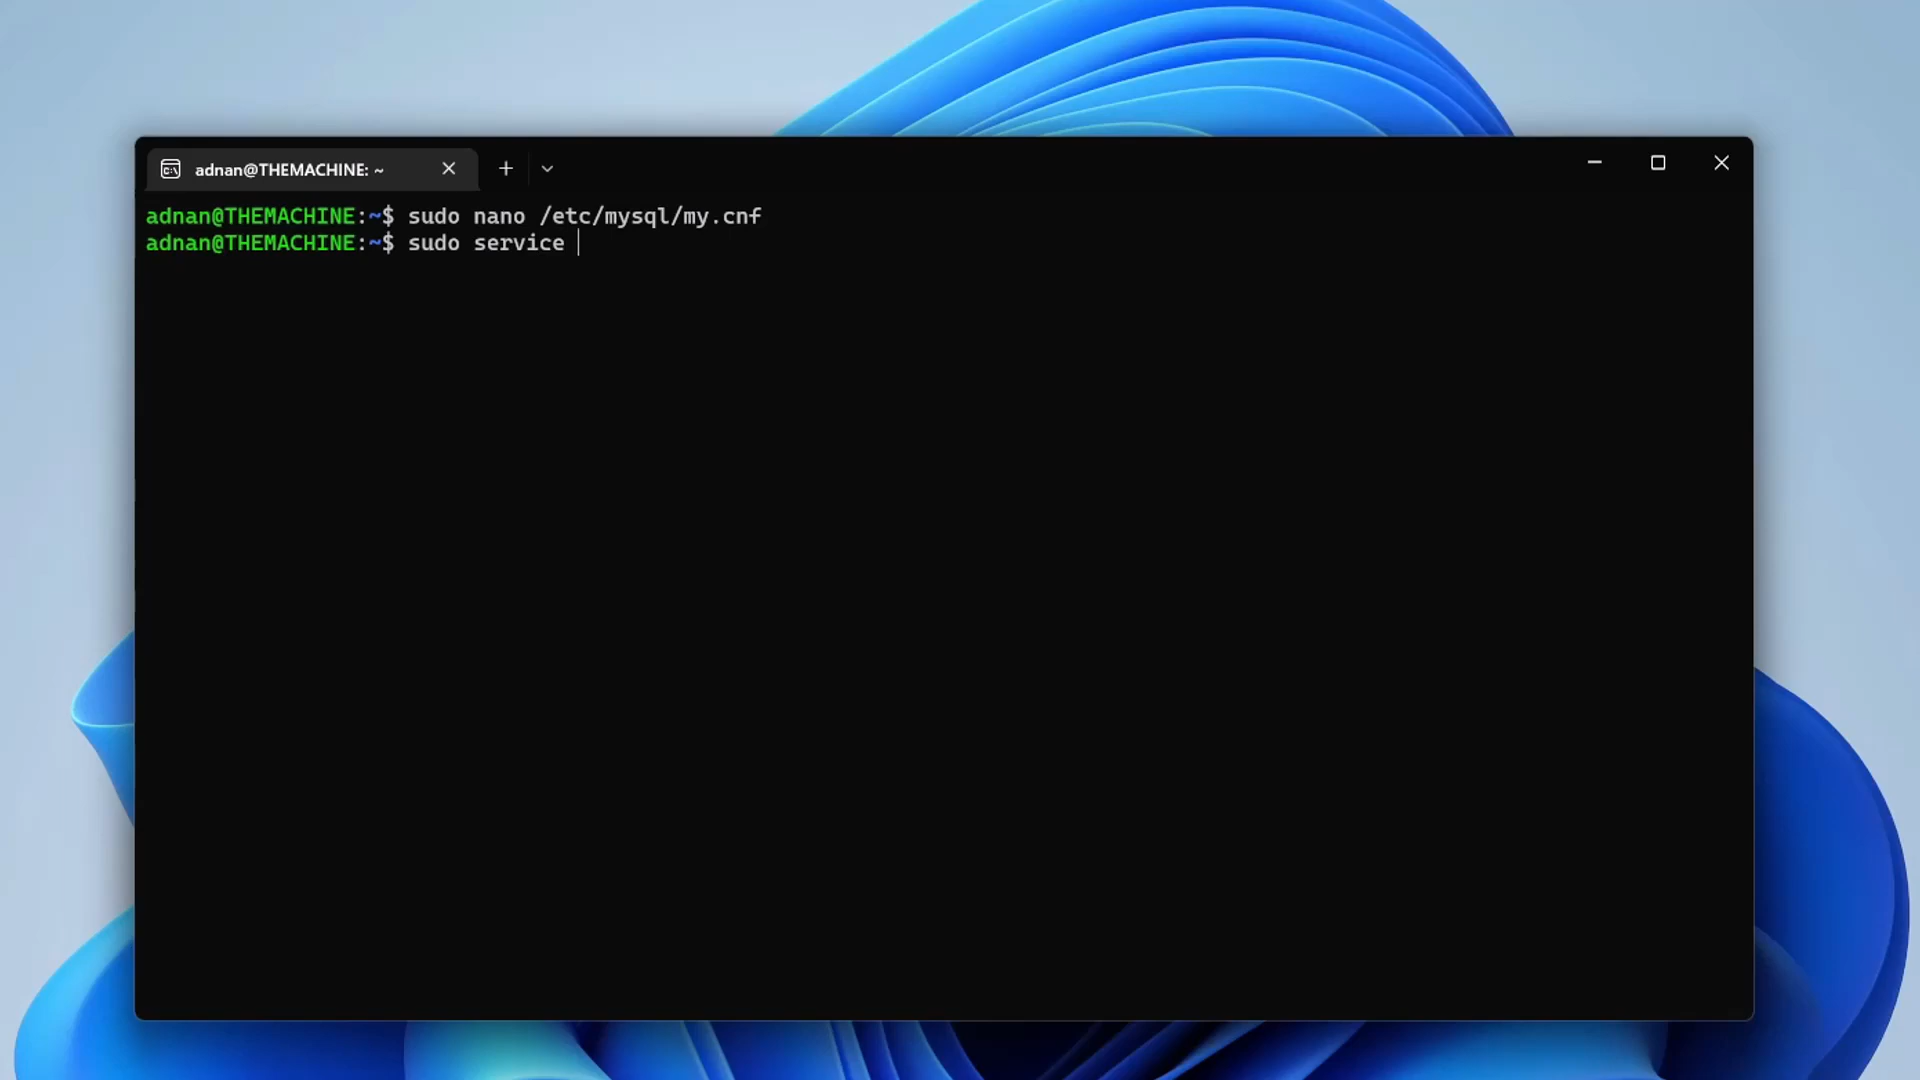 adnan@THEMACHINE: ~
adnan@THEMACHINE:~$ sudo nano /etc/mysql/my.cnf
adnan@THEMACHINE:~$ sudo service